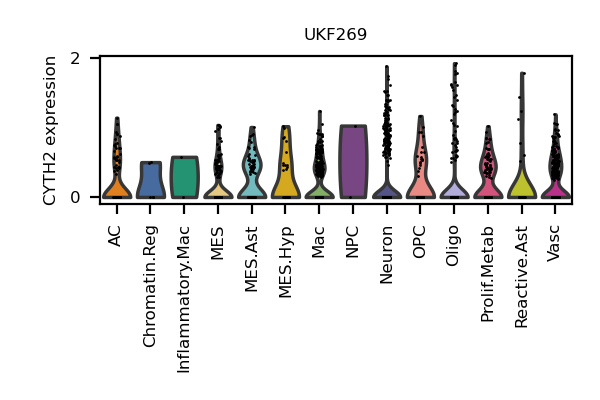 UKF269
CYTH2 expression
2
0
AC
Chromatin.Reg
Inflammatory.Mac
MES
MES.Ast
MES.Hyp
Mac
NPC
Neuron
OPC
Oligo
Prolif.Metab
Reactive.Ast
Vasc